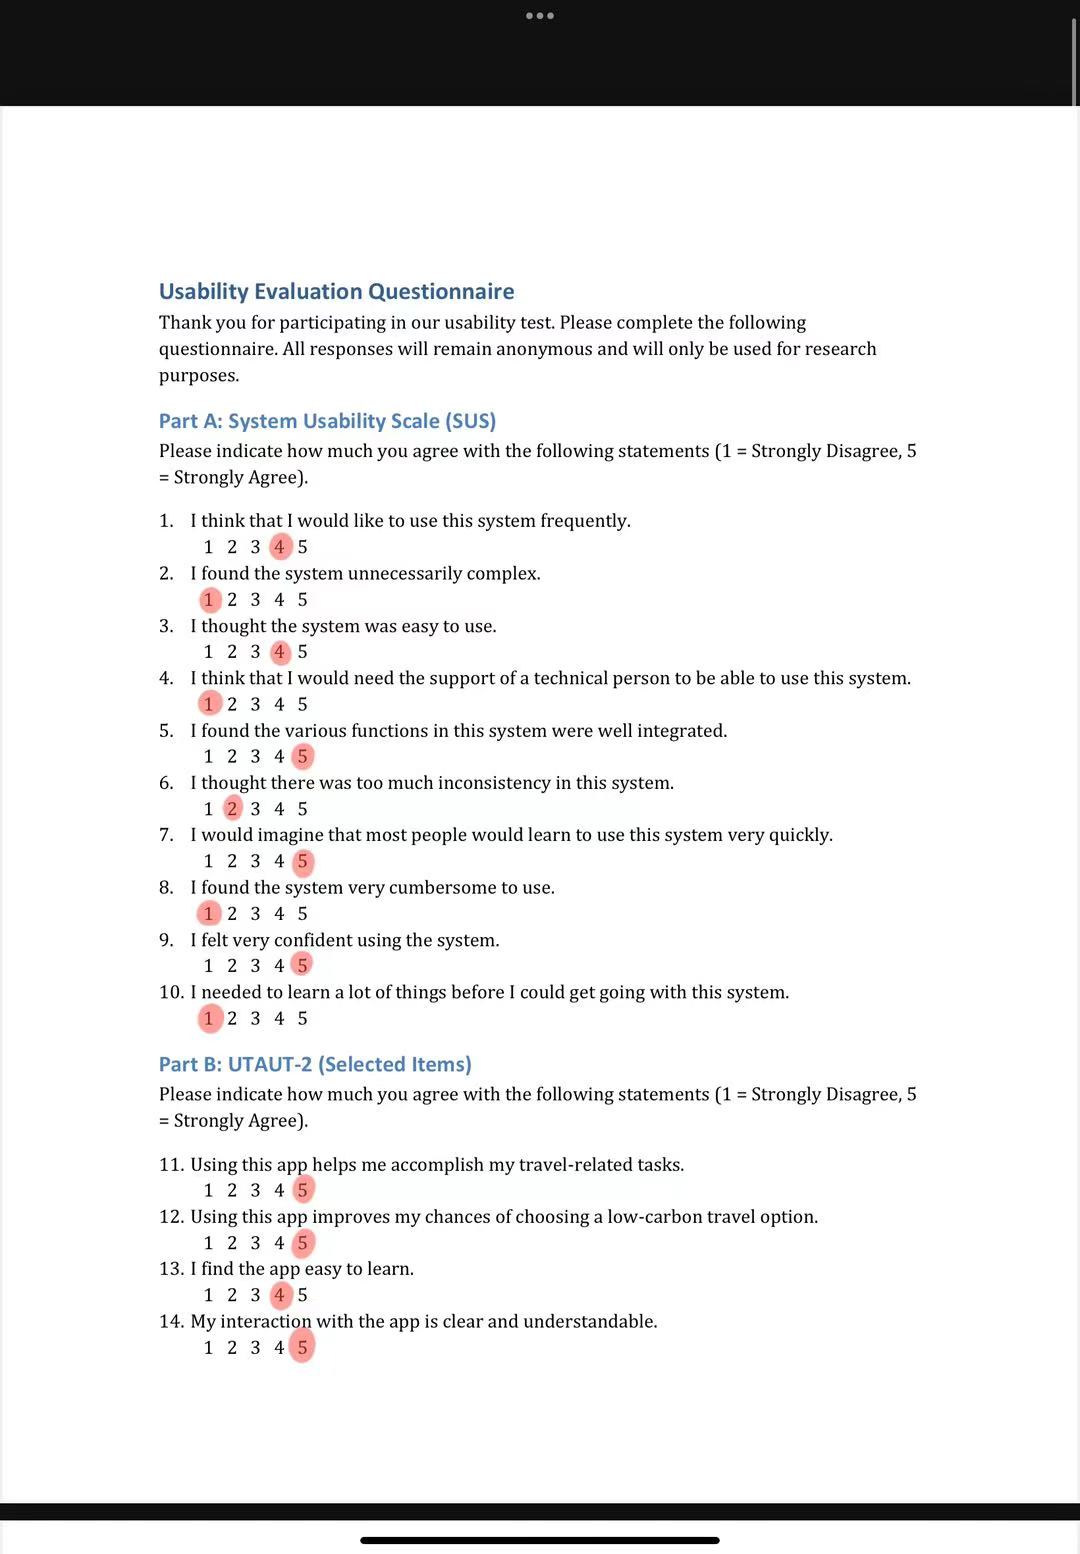 Usability Evaluation Questionnaire
Thank you for participating in our usability test. Please complete the following
questionnaire. All responses will remain anonymous and will only be used for research
purposes.
Part A: System Usability Scale (SUS)
Please indicate how much you agree with the following statements (1 = Strongly Disagree, 5
= Strongly Agree).
1. I think that I would like to use this system frequently.
1 2 3 4 5
2. I found the system unnecessarily complex.
1 2 3 4 5
3. I thought the system was easy to use.
1 2 3 4 5
4. I think that I would need the support of a technical person to be able to use this system.
1 2 3 4 5
5. I found the various functions in this system were well integrated.
1 2 3 4 5
6. I thought there was too much inconsistency in this system.
1 2 3 4 5
7. I would imagine that most people would learn to use this system very quickly.
1 2 3 4 5
8. I found the system very cumbersome to use.
1 2 3 4 5
9. I felt very confident using the system.
1 2 3 4 5
10. I needed to learn a lot of things before I could get going with this system.
1 2 3 4 5
Part B: UTAUT-2 (Selected Items)
Please indicate how much you agree with the following statements (1 = Strongly Disagree, 5
= Strongly Agree).
11. Using this app helps me accomplish my travel-related tasks.
1 2 3 4 5
12. Using this app improves my chances of choosing a low-carbon travel option.
1 2 3 4 5
13. I find the app easy to learn.
1 2 3 4 5
14. My interaction with the app is clear and understandable.
1 2 3 4 5